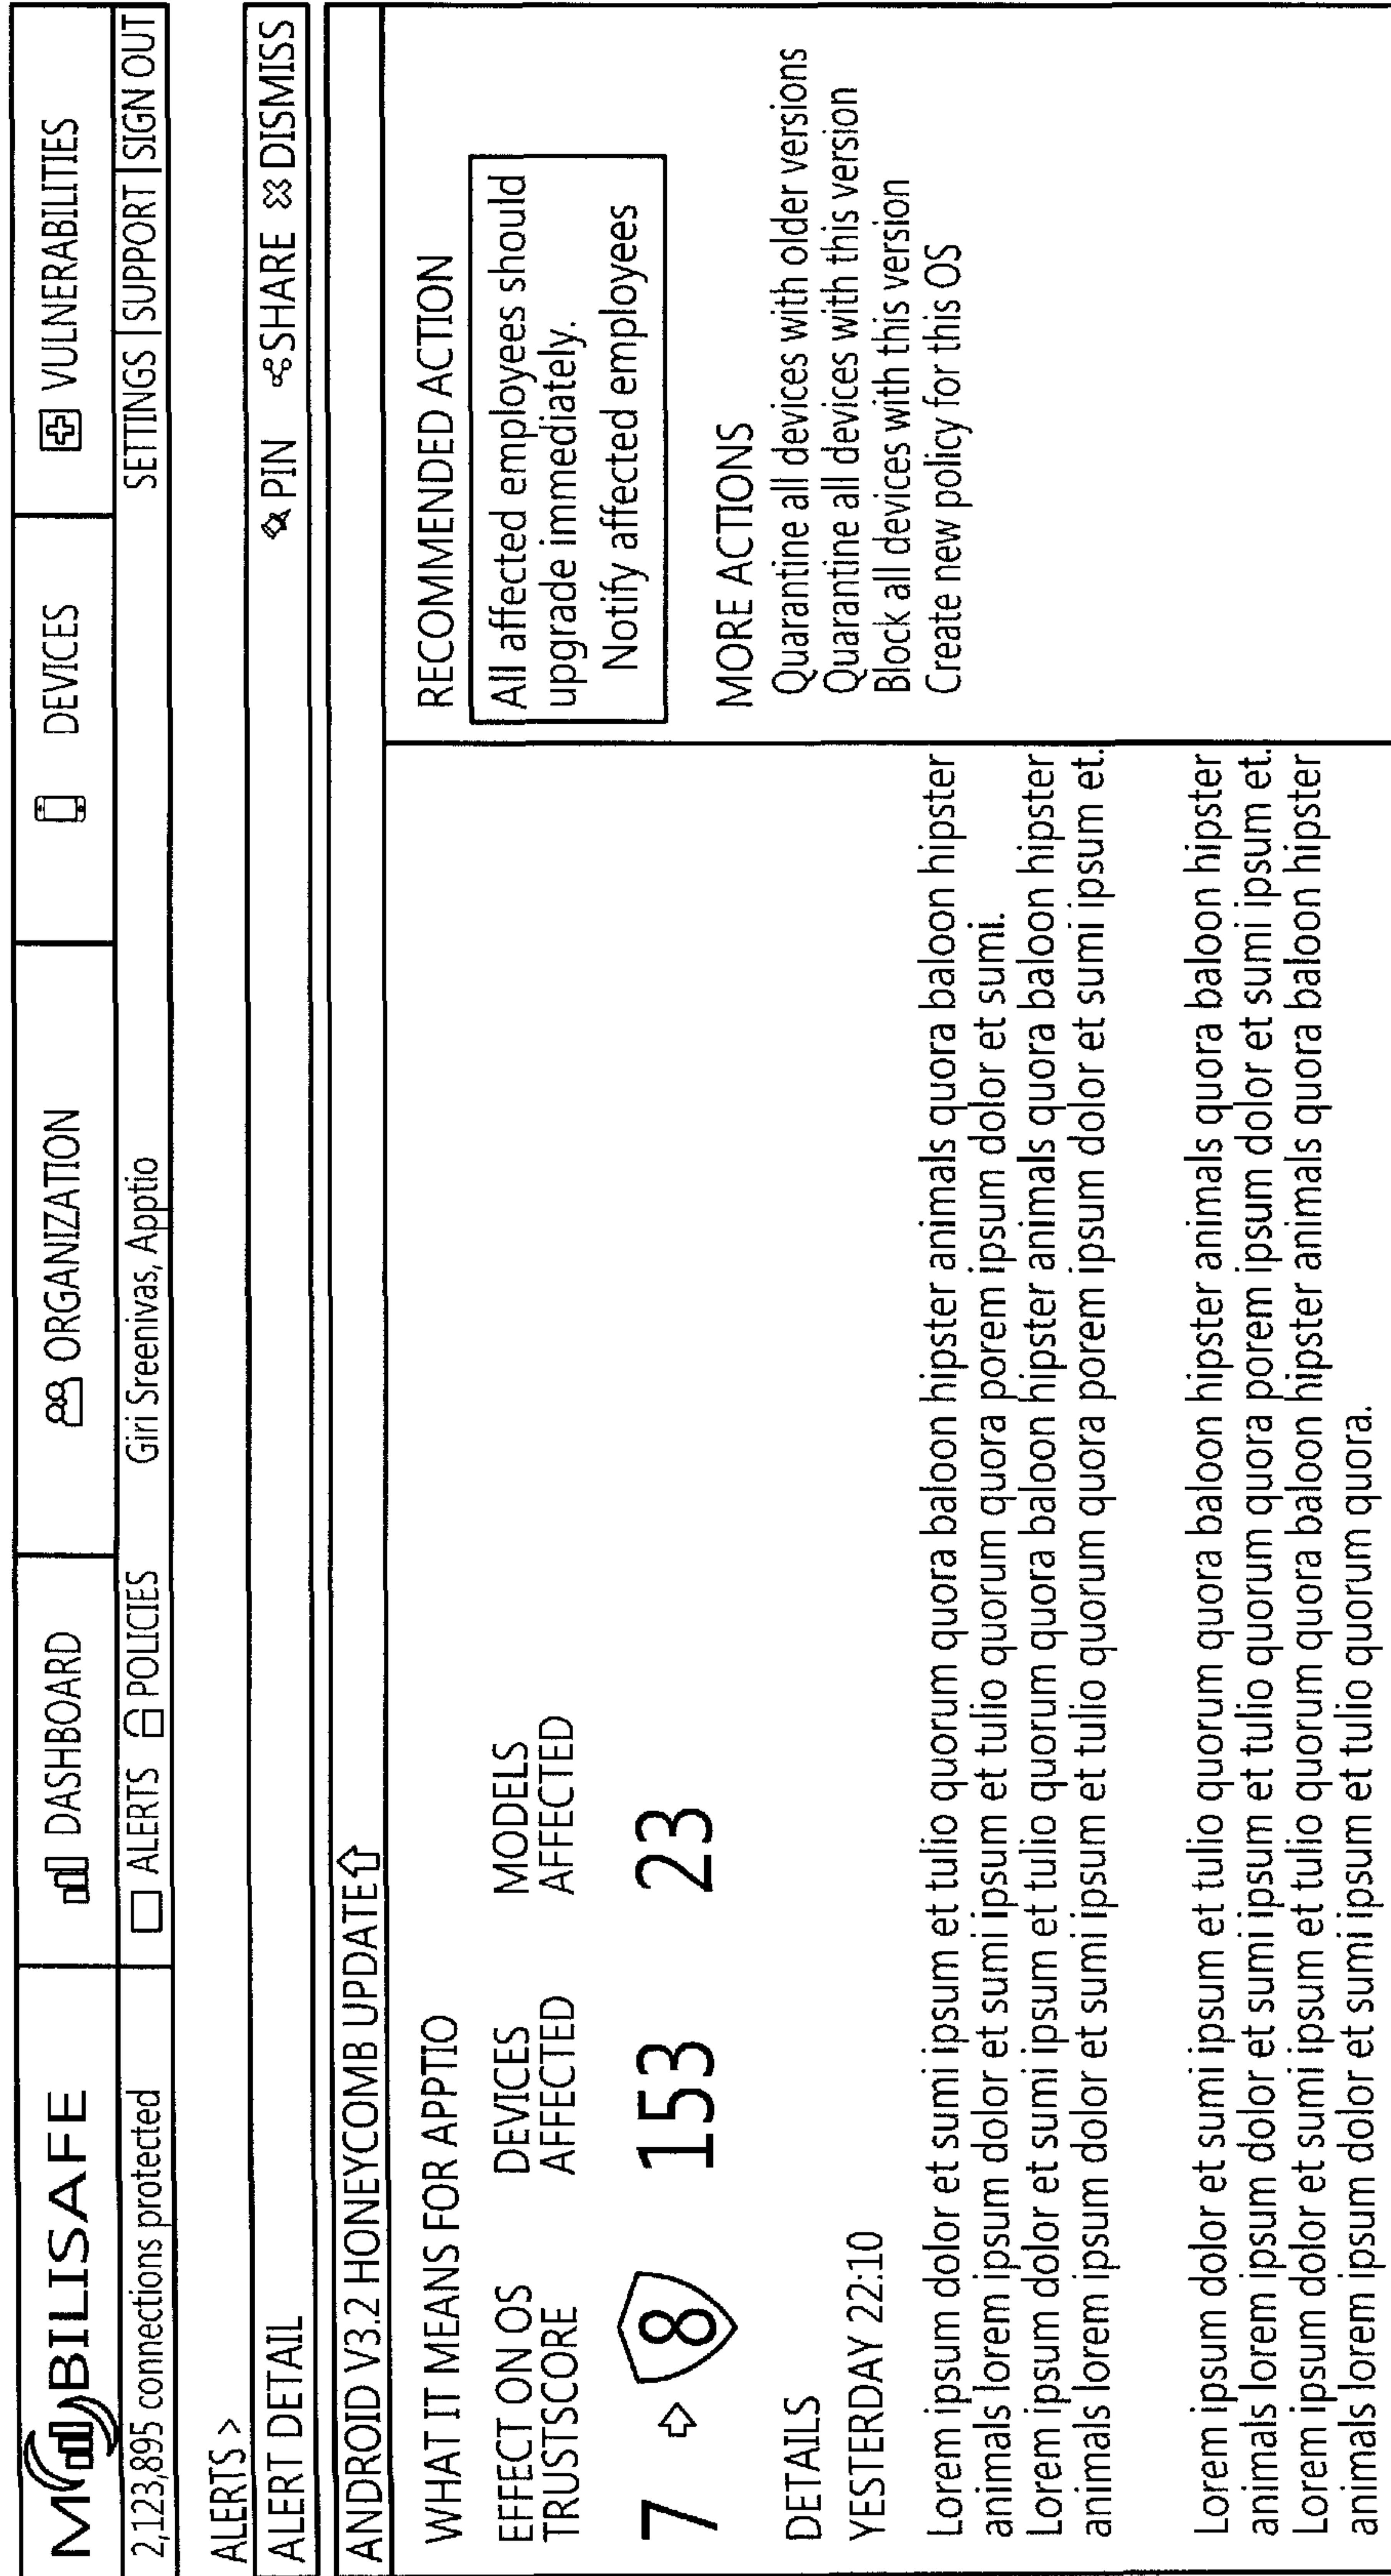 MOBILISAFE
DASHBOARD
ORGANIZATION
DEVICES
VULNERABILITIES
2,123,895 connections protected
ALERTS
POLICIES
Giri Sreenivas, Apptio
SETTINGS | SUPPORT | SIGN OUT
ALERTS >
ALERT DETAIL
PIN
SHARE
DISMISS
ANDROID V3.2 HONEYCOMB UPDATE
WHAT IT MEANS FOR APPTIO
EFFECT ON OS
TRUSTSCORE
7
8
DEVICES
AFFECTED
153
MODELS
AFFECTED
23
DETAILS
YESTERDAY 22:10
Lorem ipsum dolor et sumi ipsum et tulio quorum quora baloon hipster animals quora baloon hipster
animals lorem ipsum dolor et sumi ipsum et tulio quorum quora porem ipsum dolor et sumi.
Lorem ipsum dolor et sumi ipsum et tulio quorum quora baloon hipster animals quora baloon hipster
animals lorem ipsum dolor et sumi ipsum et tulio quorum quora porem ipsum dolor et sumi ipsum et.
Lorem ipsum dolor et sumi ipsum et tulio quorum quora baloon hipster animals quora baloon hipster
animals lorem ipsum dolor et sumi ipsum et tulio quorum quora porem ipsum dolor et sumi ipsum et.
Lorem ipsum dolor et sumi ipsum et tulio quorum quora baloon hipster animals quora baloon hipster
animals lorem ipsum dolor et sumi ipsum et tulio quorum quora.
RECOMMENDED ACTION
All affected employees should
upgrade immediately.
Notify affected employees
MORE ACTIONS
Quarantine all devices with older versions
Quarantine all devices with this version
Block all devices with this version
Create new policy for this OS